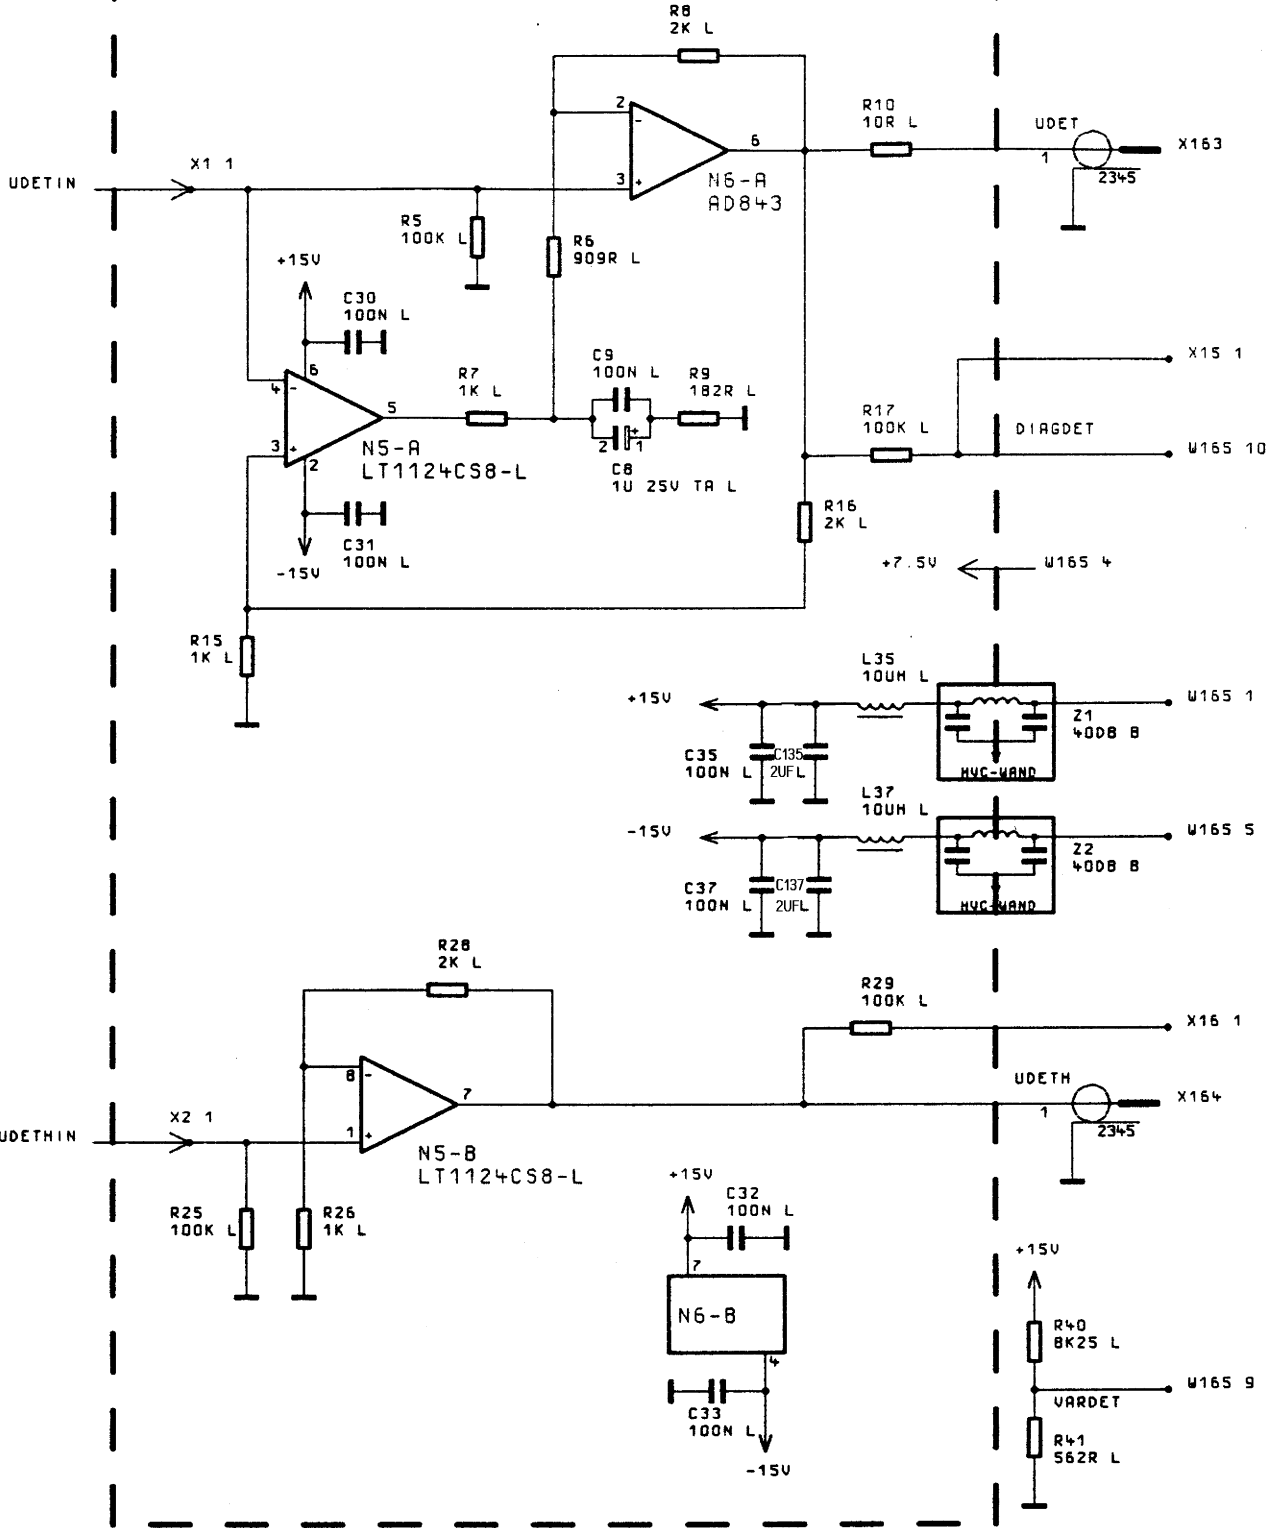 R8
2K L
2
-
6
3
+
N6-A
AD843
R10
10R L
UDET
1
X163
2345
X1 1
UDETIN
R5
100K L
R6
909R L
+15V
C30
100N L
6
4
-
5
3
+
2
N5-A
LT1124CS8-L
R7
1K L
C9
100N L
R9
182R L
2
+
1
C8
1U 25V TA L
X15 1
R17
100K L
DIAGDET
W165 10
C31
100N L
-15V
R16
2K L
+7.5V
W165 4
R15
1K L
L35
10UH L
+15V
W165 1
Z1
40DB B
C35
100N L
C135
2UFL
L37
10UH L
-15V
W165 5
Z2
40DB B
C37
100N L
C137
2UFL
R28
2K L
R29
100K L
X16 1
8
-
7
1
+
N5-B
LT1124CS8-L
UDETH
1
X164
2345
X2 1
UDETHIN
R25
100K L
R26
1K L
+15V
C32
100N L
7
N6-B
4
C33
100N L
-15V
+15V
R40
8K25 L
W165 9
VARDET
R41
562R L